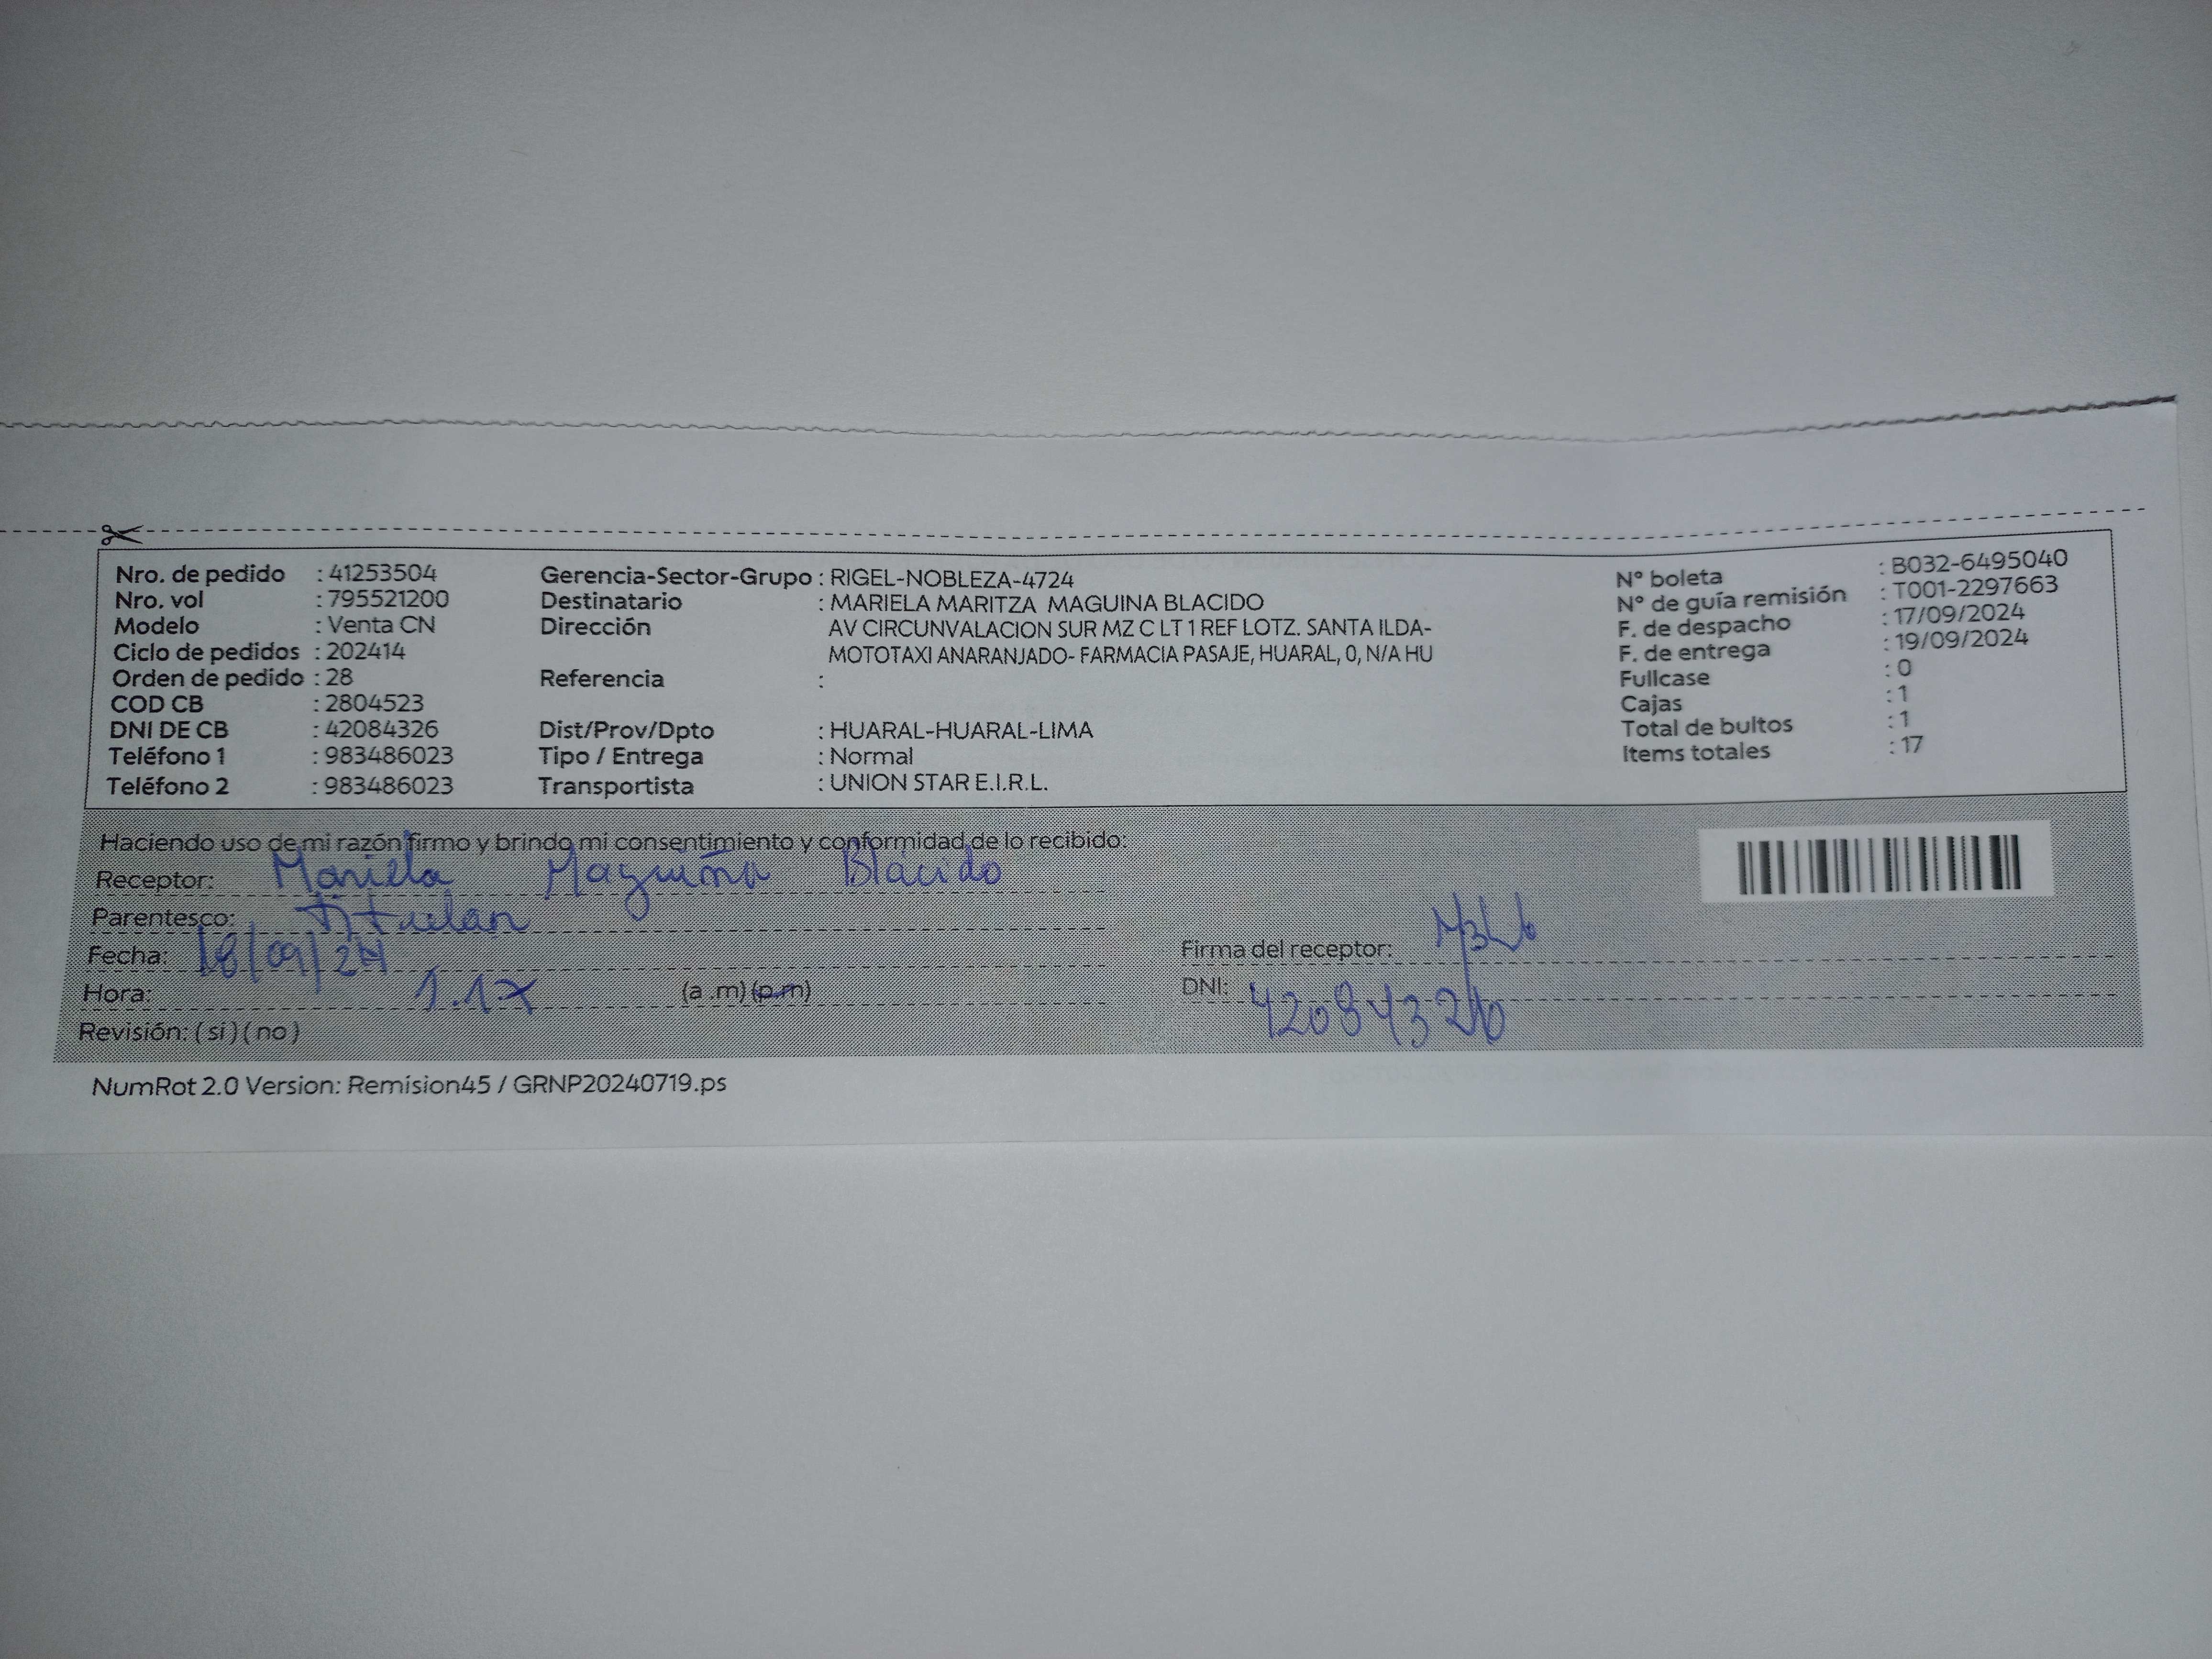 Nro. de pedido : 41253504
Nro. vol : 795521200
Modelo : Venta CN
Ciclo de pedidos : 202414
Orden de pedido : 28
COD CB : 2804523
DNI DE CB : 42084326
Teléfono 1 : 983486023
Teléfono 2 : 983486023
Gerencia-Sector-Grupo : RIGEL-NOBLEZA-4724
Destinatario : MARIELA MARITZA MAGUINA BLACIDO
Dirección AV CIRCUNVALACION SUR MZ C LT 1 REF LOTZ. SANTA ILDA-
MOTOTAXI ANARANJADO- FARMACIA PASAJE, HUARAL, 0, N/A HU
Referencia :
Dist/Prov/Dpto : HUARAL-HUARAL-LIMA
Tipo / Entrega : Normal
Transportista : UNION STAR E.I.R.L.
N° boleta : B032-6495040
N° de guía remisión : T001-2297663
F. de despacho : 17/09/2024
F. de entrega : 19/09/2024
Fullcase : 0
Cajas : 1
Total de bultos : 1
Items totales : 17
Haciendo uso de mi razón firmo y brindo mi consentimiento y conformidad de lo recibido:
Receptor: Mariela Maguiña Blácido
Parentesco: Titular
Fecha: 18/09/24
Hora: 1.17 (a .m) (p.m)
Revisión: ( si ) ( no )
Firma del receptor:
DNI: 42084326
NumRot 2.0 Version: Remision45 / GRNP20240719.ps